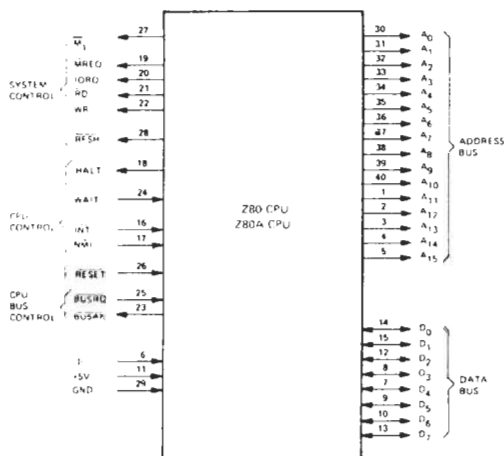 SYSTEM
CONTROL
M₁ 27
MREQ 19
IORQ 20
RD 21
WR 22
RFSH 28
CPU
CONTROL
HALT 18
WAIT 24
INT 16
NMI 17
RESET 26
CPU
BUS
CONTROL
BUSRQ 25
BUSAK 23
6
+5V 11
GND 29
Z80 CPU
Z80A CPU
30 A₀
31 A₁
32 A₂
33 A₃
34 A₄
35 A₅
36 A₆
37 A₇
38 A₈
39 A₉
40 A₁₀
1 A₁₁
2 A₁₂
3 A₁₃
4 A₁₄
5 A₁₅
ADDRESS
BUS
14 D₀
15 D₁
12 D₂
8 D₃
7 D₄
9 D₅
10 D₆
13 D₇
DATA
BUS